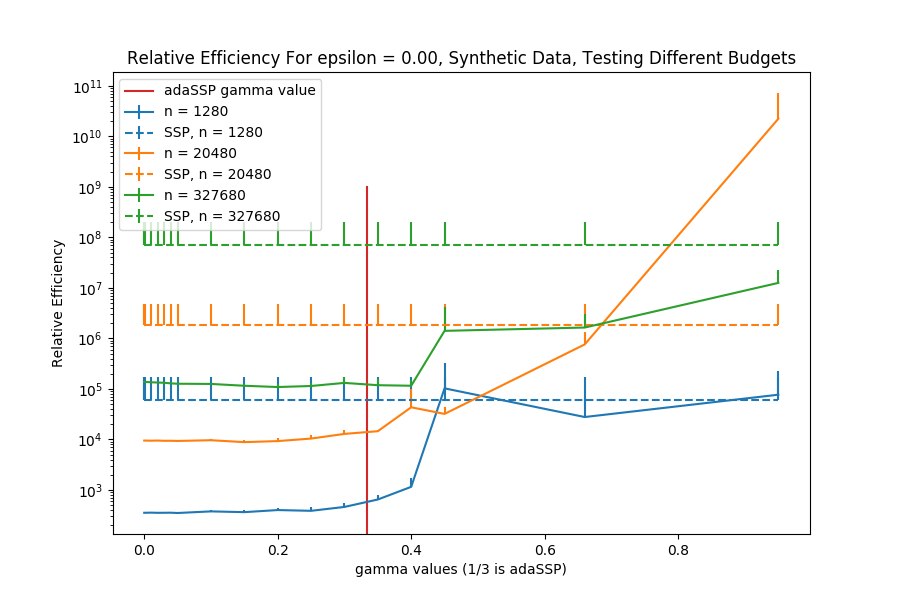 Relative Efficiency For epsilon = 0.00, Synthetic Data, Testing Different Budgets
adaSSP gamma value
n = 1280
SSP, n = 1280
n = 20480
SSP, n = 20480
n = 327680
SSP, n = 327680
Relative Efficiency
10¹¹
10¹⁰
10⁹
10⁸
10⁷
10⁶
10⁵
10⁴
10³
0.0 0.2 0.4 0.6 0.8
gamma values (1/3 is adaSSP)